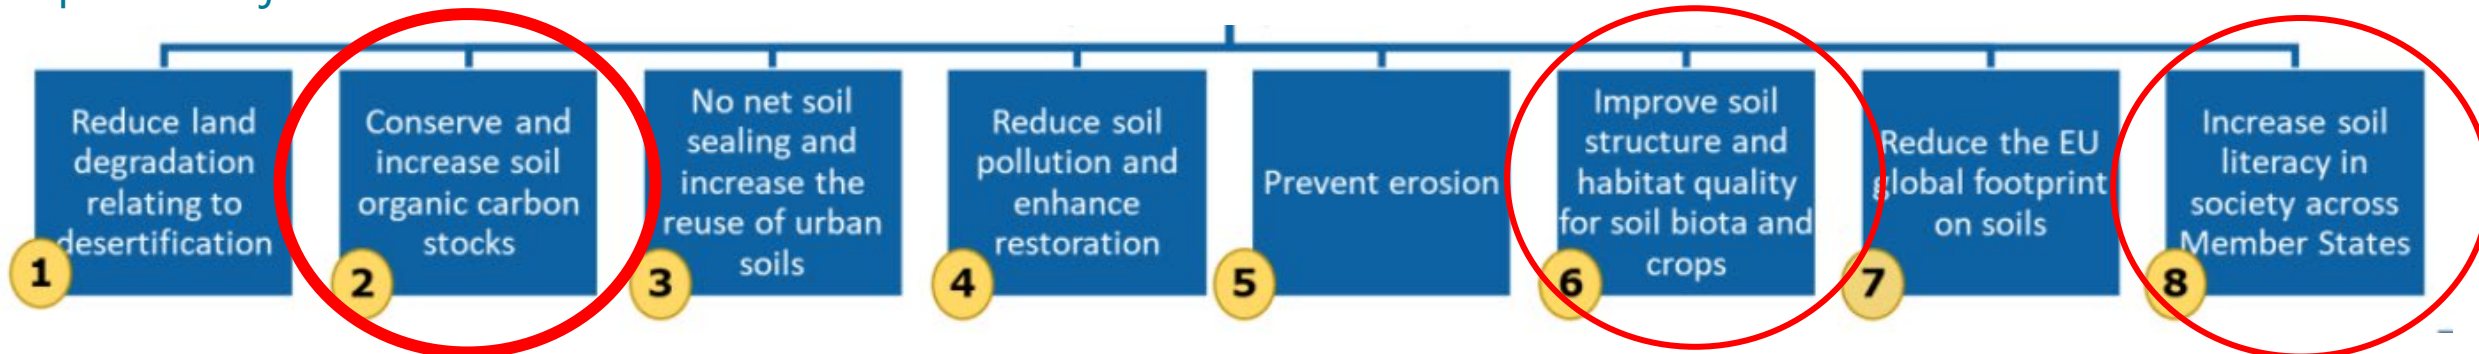 Reduce land
degradation
relating to
desertification
1
Conserve and
increase soil
organic carbon
stocks
2
No net soil
sealing and
increase the
reuse of urban
soils
3
Reduce soil
pollution and
enhance
restoration
4
Prevent erosion
5
Improve soil
structure and
habitat quality
for soil biota and
crops
6
Reduce the EU
global footprint
on soils
7
Increase soil
literacy in
society across
Member States
8